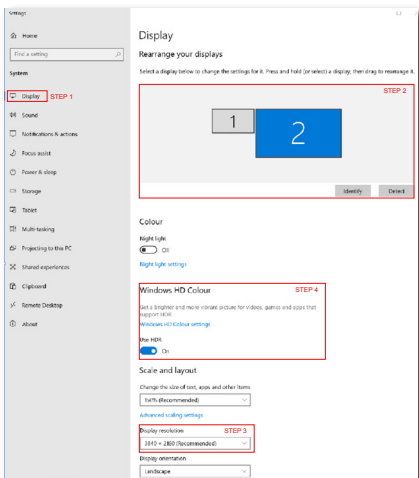 Settings
Home
Find a setting
System
Display STEP 1
Sound
Notifications & actions
Focus assist
Power & sleep
Storage
Tablet
Multi-tasking
Projecting to this PC
Shared experiences
Clipboard
Remote Desktop
About
Display
Rearrange your displays
Select a display below to change the settings for it. Press and hold (or select) a display, then drag to rearrange it.
STEP 2
1
2
Identify Detect
Colour
Night light
Off
Night light settings
Windows HD Colour STEP 4
Get a brighter and more vibrant picture for videos, games and apps that
support HDR
Windows HD Colour settings
Use HDR
On
Scale and layout
Change the size of text, apps and other items
150% (Recommended)
Advanced scaling settings
Display resolution STEP 3
3840 × 2160 (Recommended)
Display orientation
Landscape